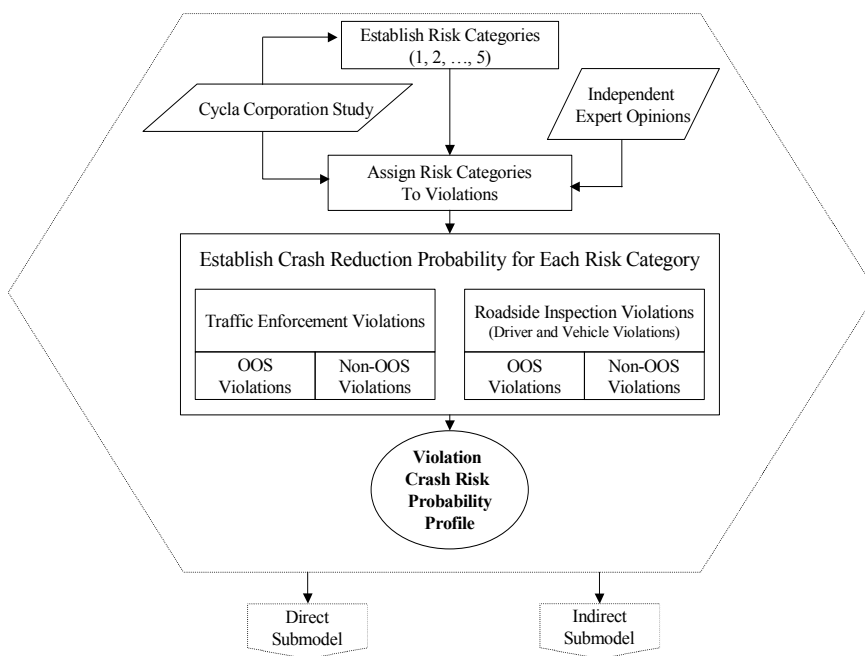 Establish Risk Categories
(1, 2, …, 5)
Cycla Corporation Study
Independent
Expert Opinions
Assign Risk Categories
To Violations
Establish Crash Reduction Probability for Each Risk Category
Traffic Enforcement Violations
OOS
Violations
Non-OOS
Violations
Roadside Inspection Violations
(Driver and Vehicle Violations)
OOS
Violations
Non-OOS
Violations
Violation
Crash Risk
Probability
Profile
Direct
Submodel
Indirect
Submodel